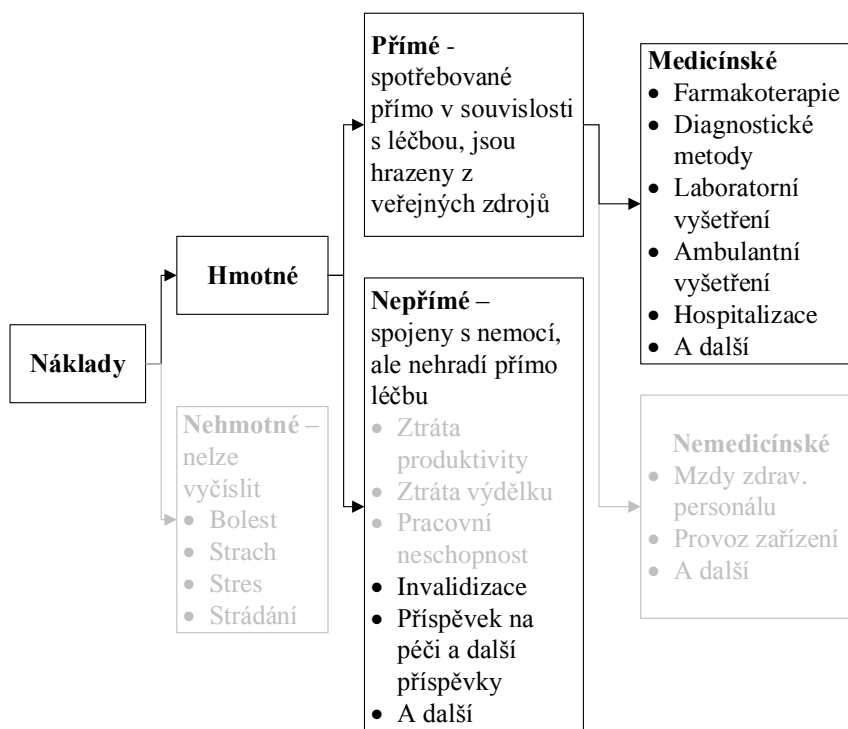 Náklady
Hmotné
Nehmotné –
nelze
vyčíslit
• Bolest
• Strach
• Stres
• Strádání
Přímé -
spotřebované
přímo v souvislosti
s léčbou, jsou
hrazeny z
veřejných zdrojů
Nepřímé –
spojeny s nemocí,
ale nehradí přímo
léčbu
• Ztráta
produktivity
• Ztráta výdělku
• Pracovní
neschopnost
• Invalidizace
• Příspěvek na
péči a další
příspěvky
• A další
Medicínské
• Farmakoterapie
• Diagnostické
metody
• Laboratorní
vyšetření
• Ambulantní
vyšetření
• Hospitalizace
• A další
Nemedicínské
• Mzdy zdrav.
personálu
• Provoz zařízení
• A další